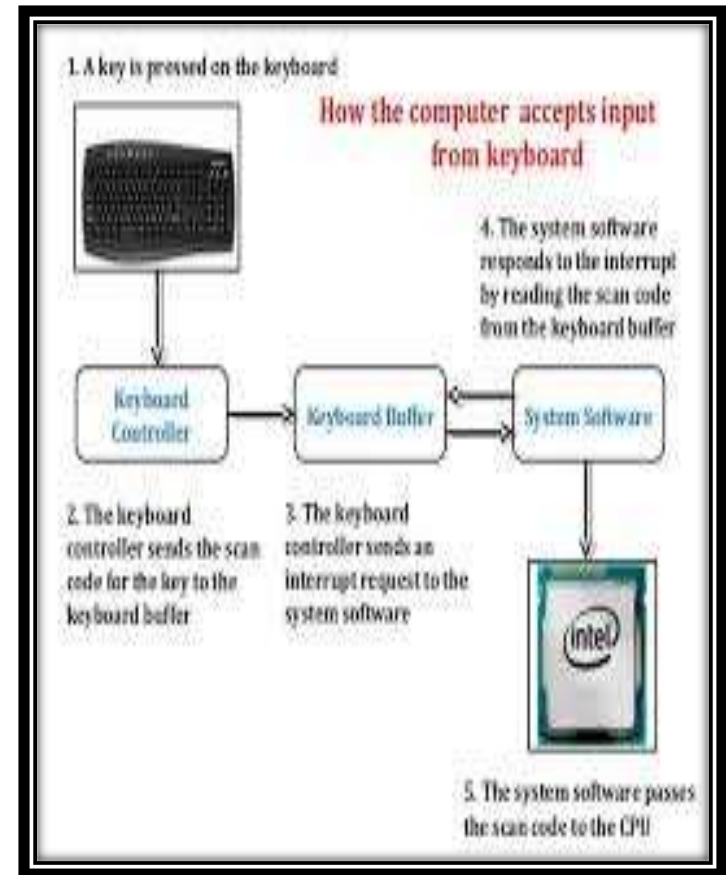 1. A key is pressed on the keyboard
How the computer accepts input
from keyboard
4. The system software
responds to the interrupt
by reading the scan code
from the keyboard buffer
Keyboard
Controller
Keyboard Buffer
System Software
2. The keyboard
controller sends the scan
code for the key to the
keyboard buffer
3. The keyboard
controller sends an
interrupt request to the
system software
intel
5. The system software passes
the scan code to the CPU